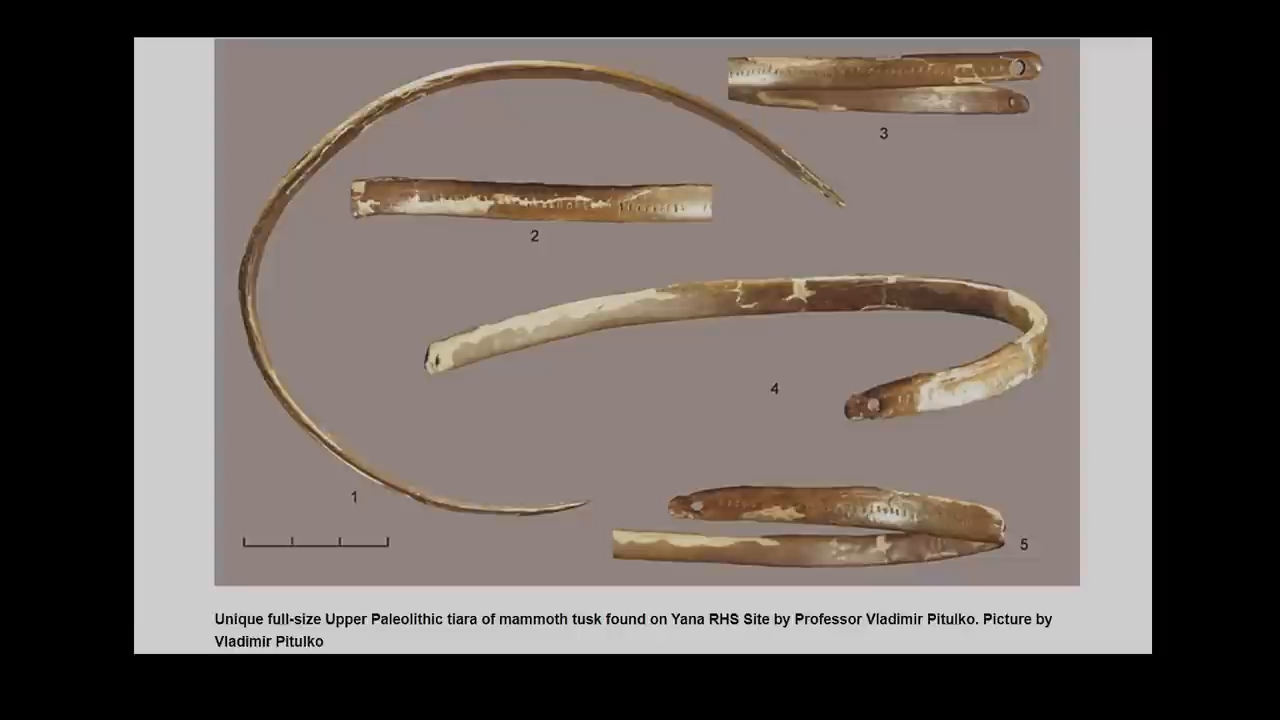 3
2
4
1
5
Unique full-size Upper Paleolithic tiara of mammoth tusk found on Yana RHS Site by Professor Vladimir Pitulko. Picture by
Vladimir Pitulko